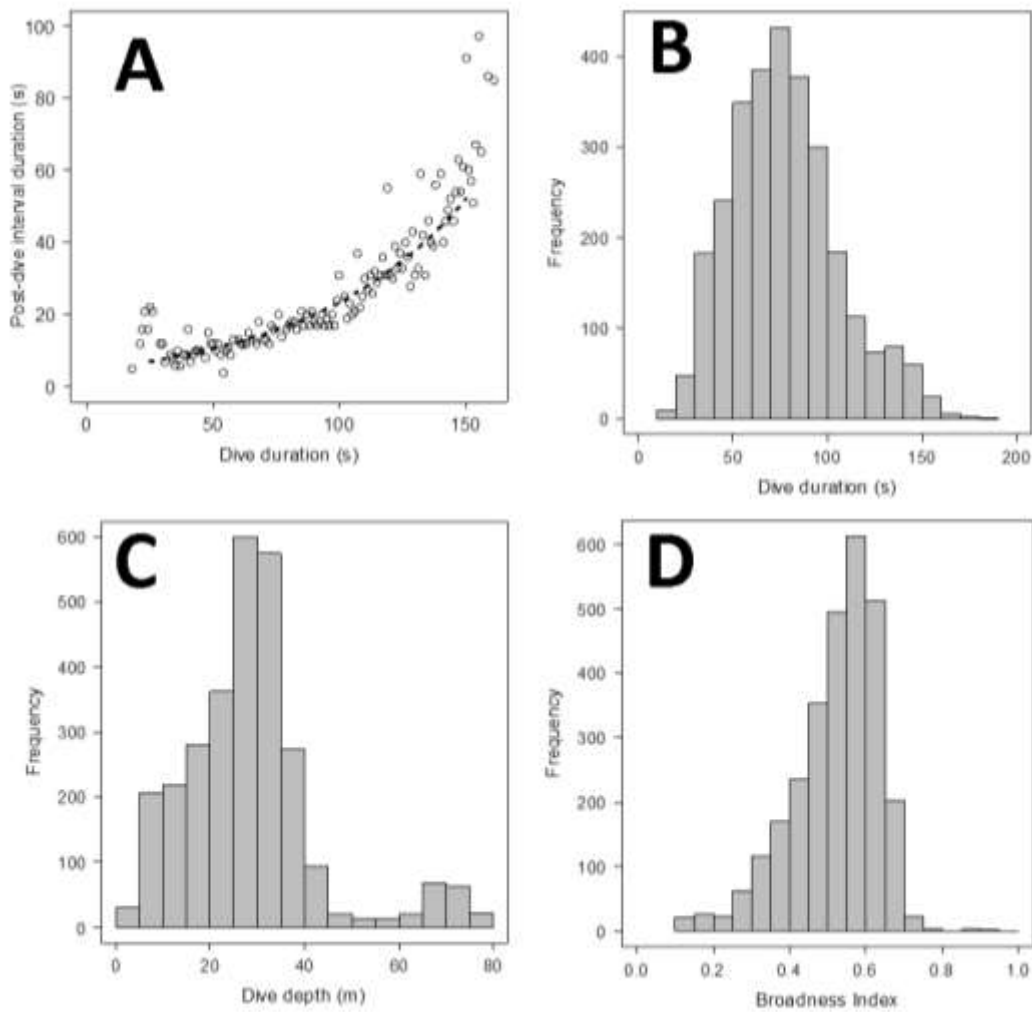 A
Post-dive interval duration (s)
100
80
60
40
20
0
0 50 100 150
Dive duration (s)
B
Frequency
400
300
200
100
0
0 50 100 150 200
Dive duration (s)
C
Frequency
600
500
400
300
200
100
0
0 20 40 60 80
Dive depth (m)
D
Frequency
600
500
400
300
200
100
0
0.0 0.2 0.4 0.6 0.8 1.0
Broadness Index